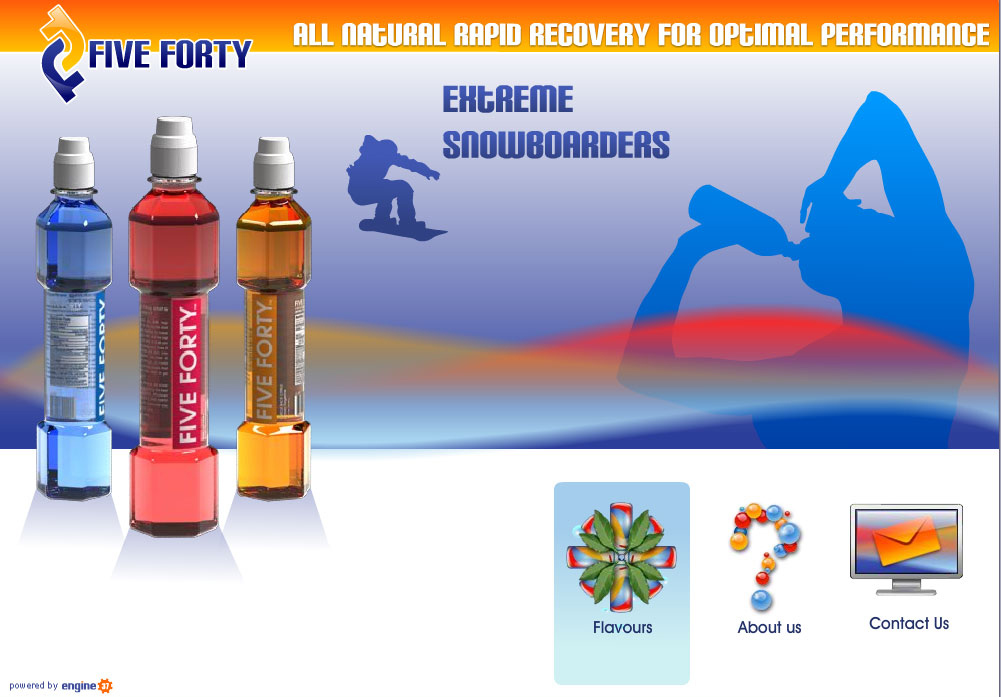 FIVE FORTY
ALL NATURAL RAPID RECOVERY FOR OPTIMAL PERFORMANCE
EXTREME
SNOWBOARDERS
FIVE FORTY
FIVE FORTY
FIVE FORTY
Flavours
About us
Contact Us
powered by engine